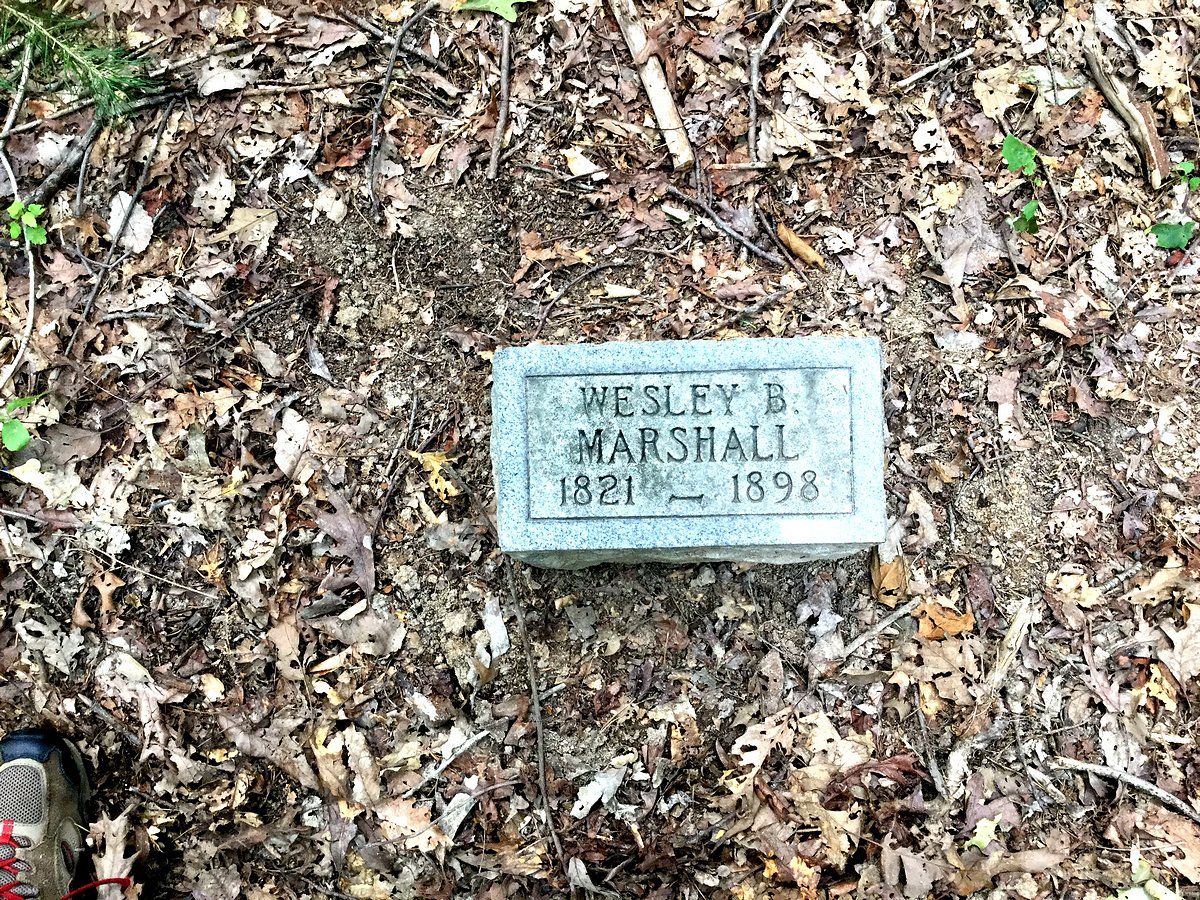 WESLEY B.
MARSHALL
1821 — 1898